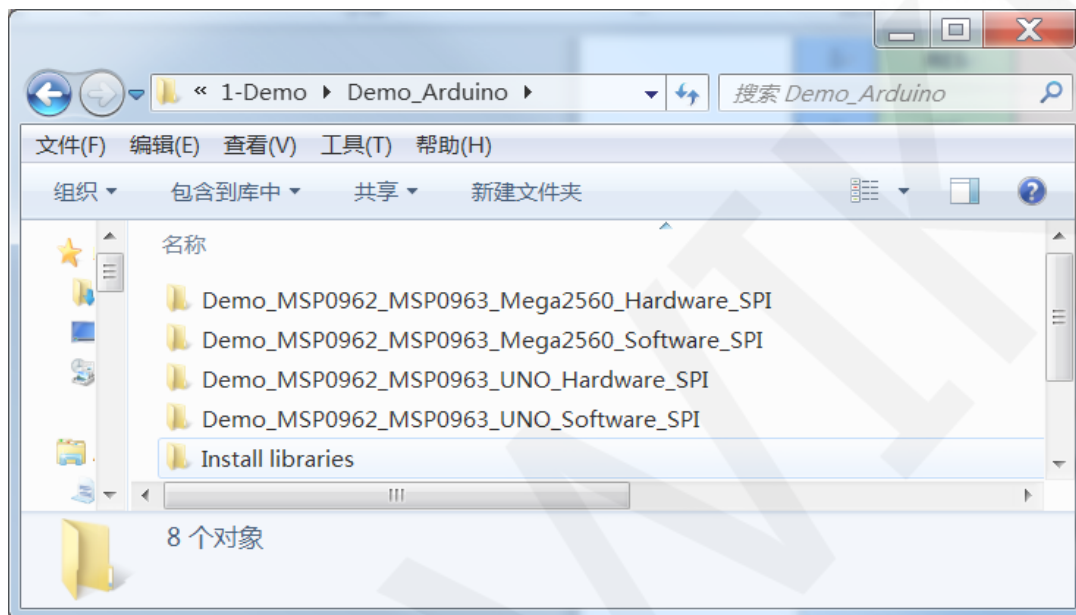 « 1-Demo ▸ Demo_Arduino ▸ 搜索 Demo_Arduino
文件(F) 编辑(E) 查看(V) 工具(T) 帮助(H)
组织 包含到库中 共享 新建文件夹
名称
Demo_MSP0962_MSP0963_Mega2560_Hardware_SPI
Demo_MSP0962_MSP0963_Mega2560_Software_SPI
Demo_MSP0962_MSP0963_UNO_Hardware_SPI
Demo_MSP0962_MSP0963_UNO_Software_SPI
Install libraries
8 个对象